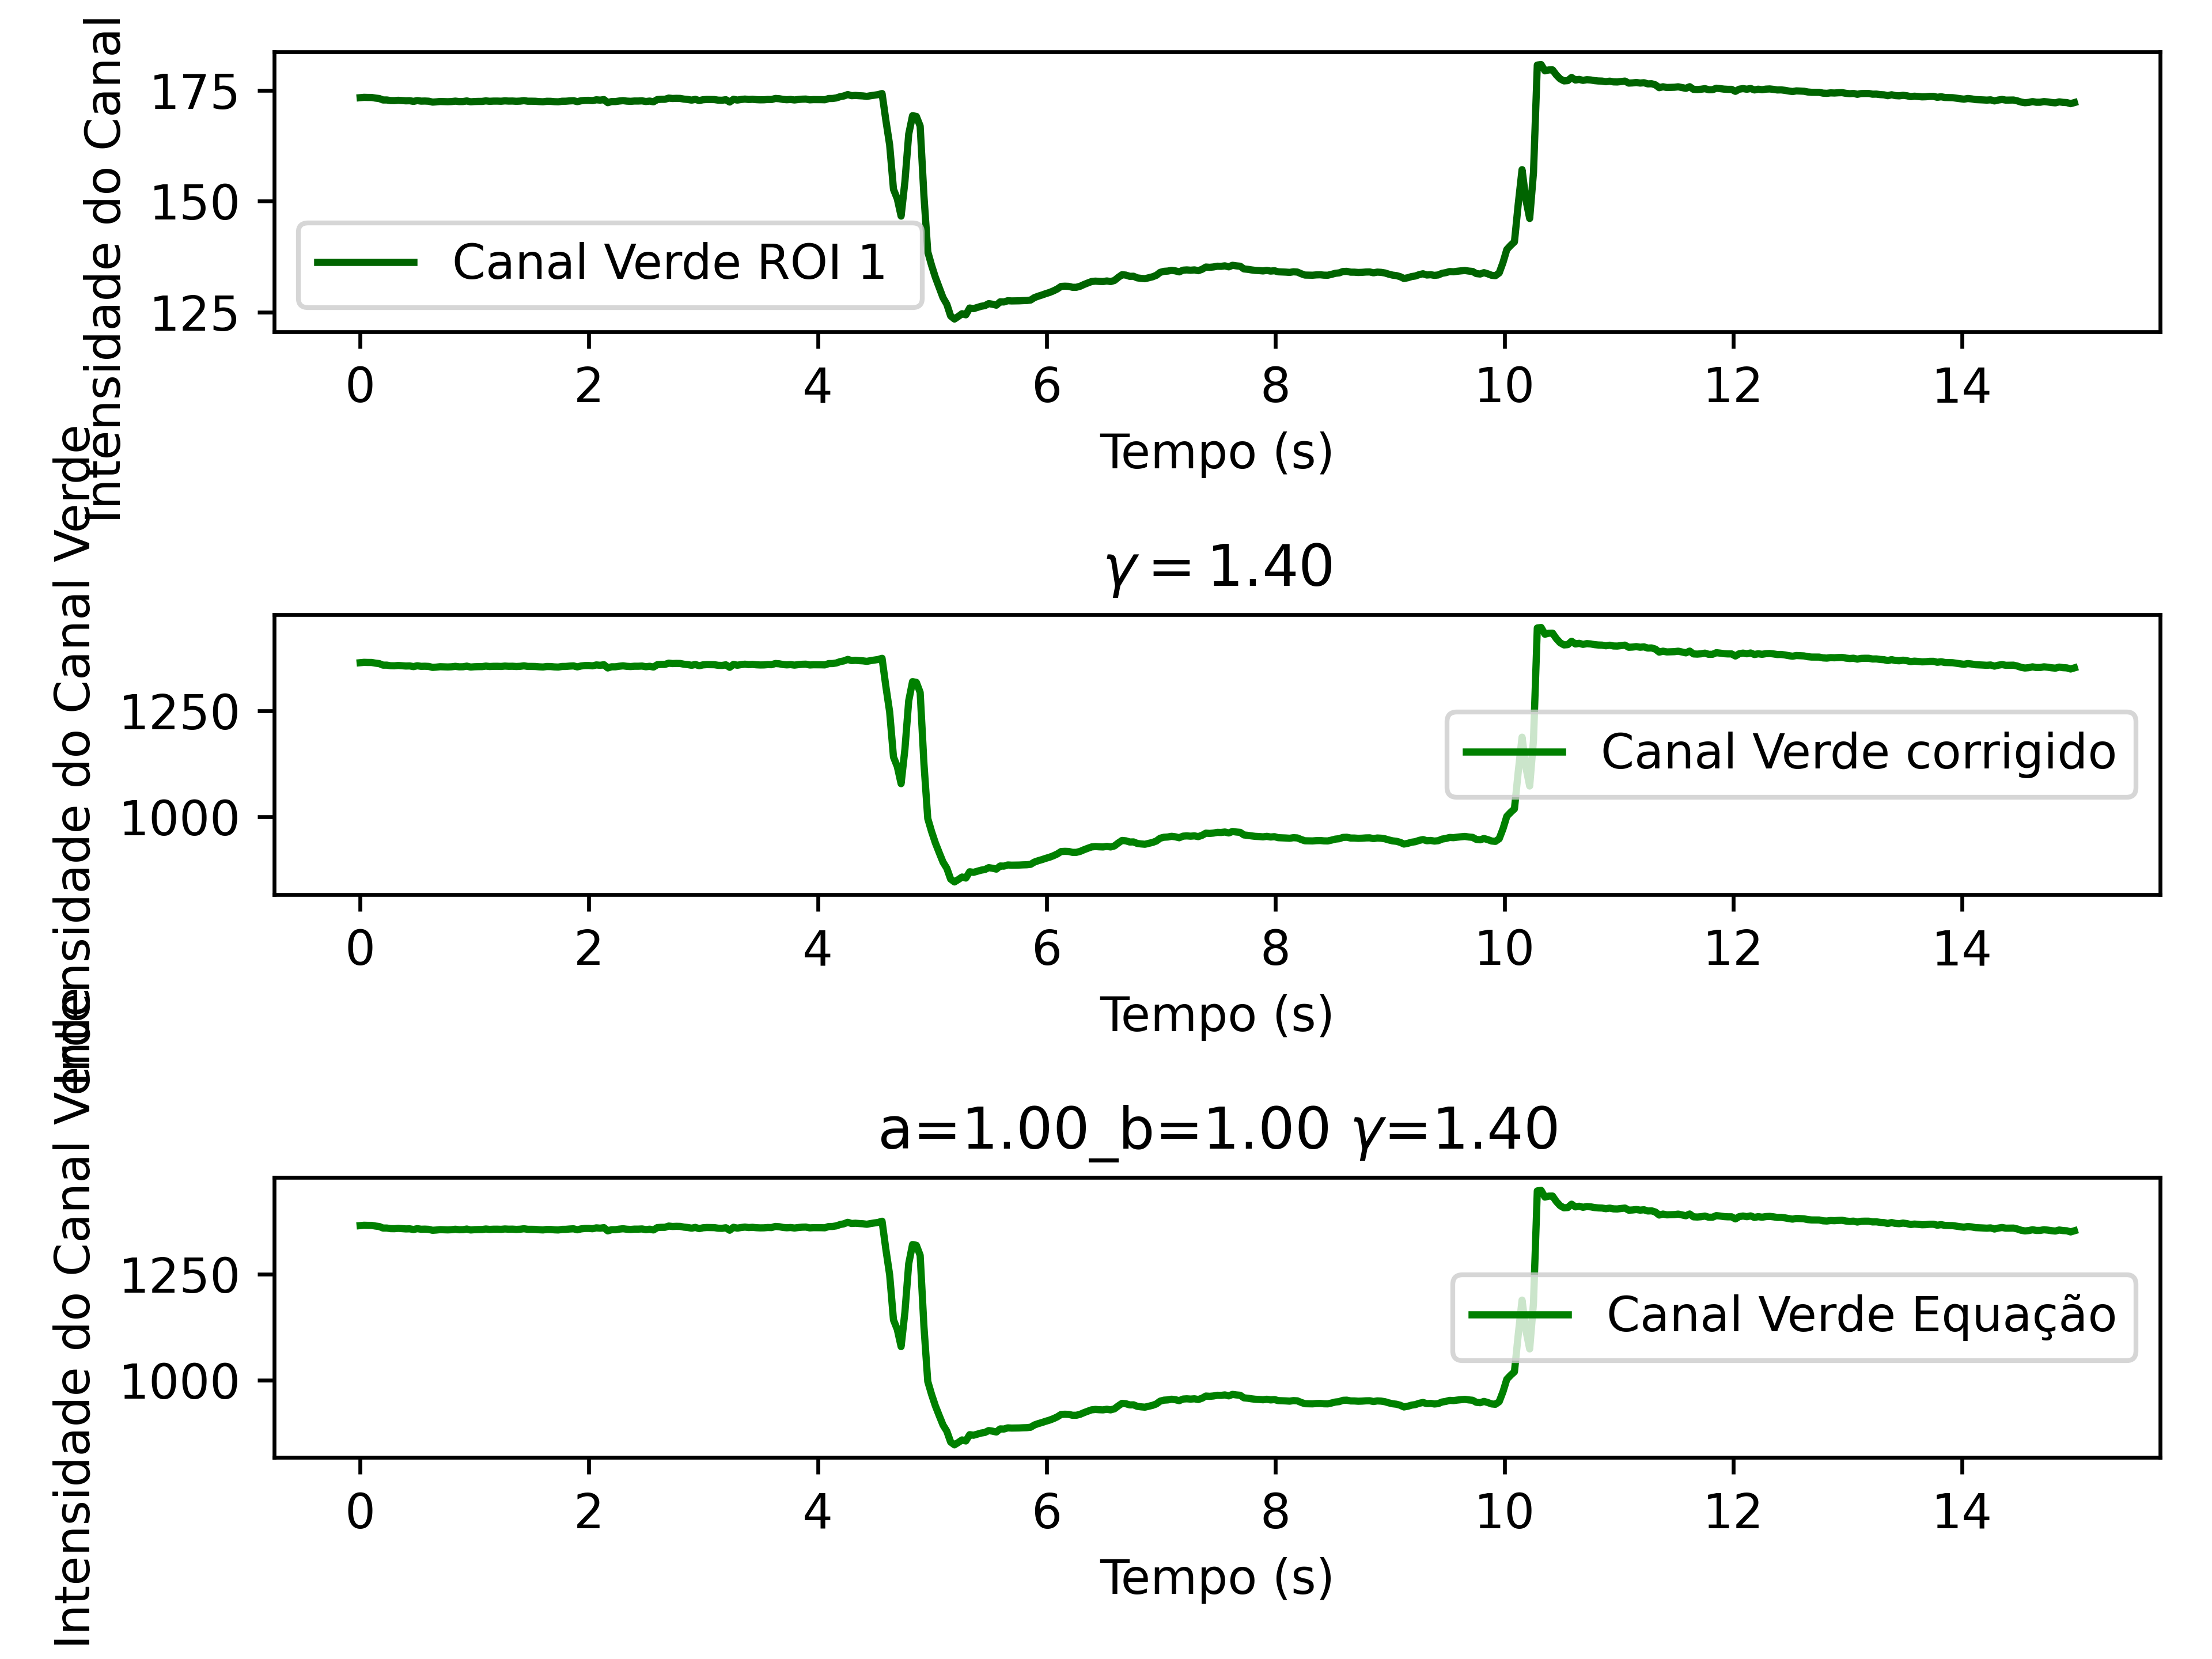 Intensidade do Canal
175
150
125
Canal Verde ROI 1
0 2 4 6 8 10 12 14
Tempo (s)
γ = 1.40
Intensidade do Canal Verde
1250
1000
Canal Verde corrigido
0 2 4 6 8 10 12 14
Tempo (s)
a=1.00_b=1.00 γ=1.40
Intensidade do Canal Verde
1250
1000
Canal Verde Equação
0 2 4 6 8 10 12 14
Tempo (s)